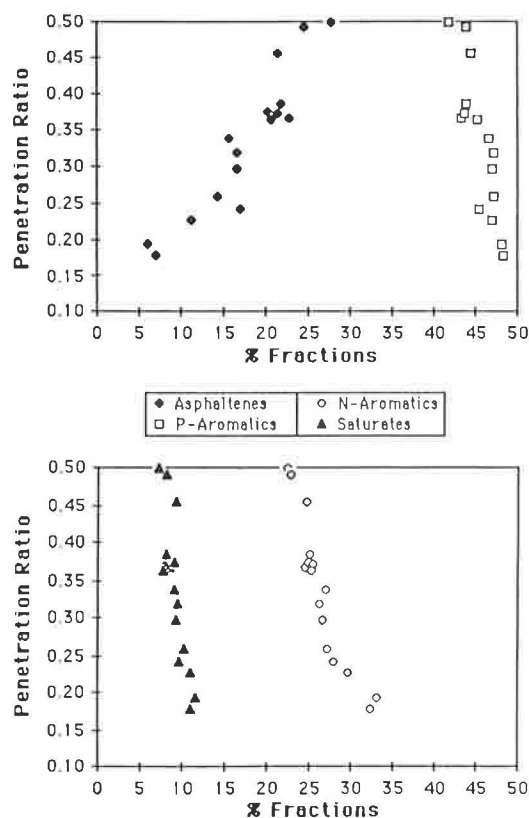 0.50
0.45
0.40
0.35
0.30
0.25
0.20
0.15
0.10
Penetration Ratio
0 5 10 15 20 25 30 35 40 45 50
% Fractions
Asphaltenes
N-Aromatics
P-Aromatics
Saturates
0.50
0.45
0.40
0.35
0.30
0.25
0.20
0.15
0.10
Penetration Ratio
0 5 10 15 20 25 30 35 40 45 50
% Fractions